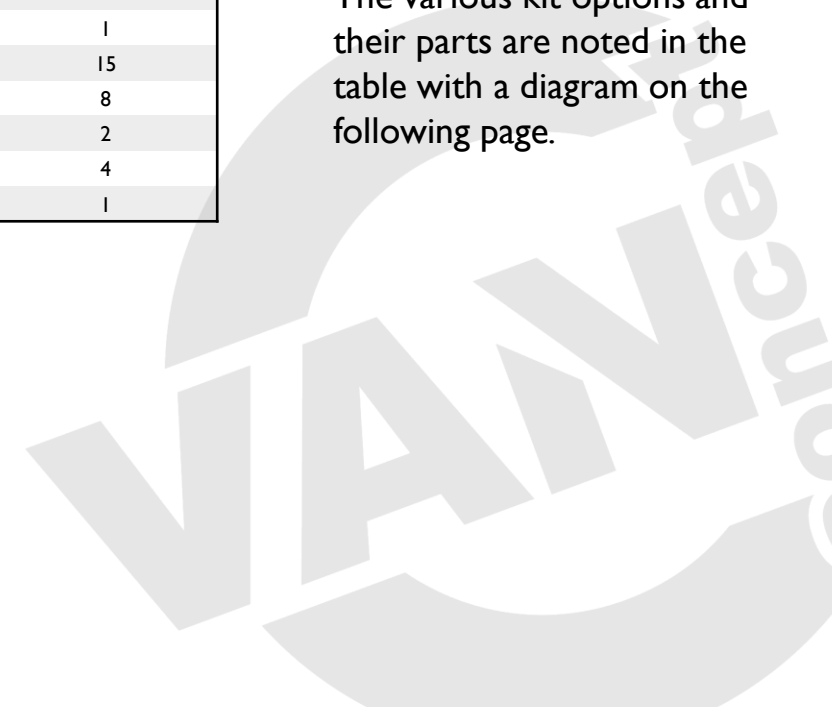 1
15
8
2
4
1
The various kit options and
their parts are noted in the
table with a diagram on the
following page.
VAN